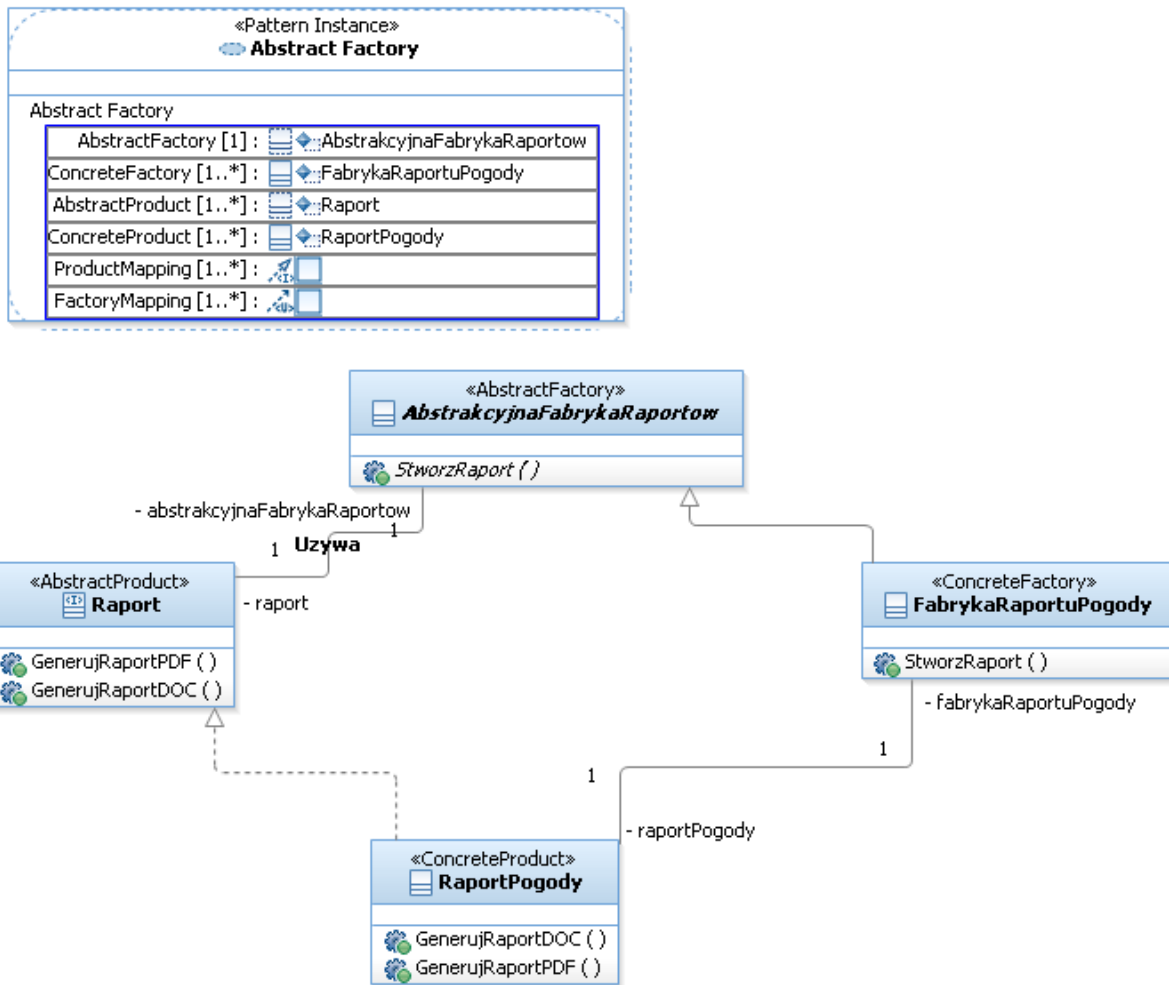 «Pattern Instance»
Abstract Factory
Abstract Factory
AbstractFactory [1] : AbstrakcyjnaFabrykaRaportow
ConcreteFactory [1..*] : FabrykaRaportuPogody
AbstractProduct [1..*] : Raport
ConcreteProduct [1..*] : RaportPogody
ProductMapping [1..*] :
FactoryMapping [1..*] :
«AbstractFactory»
AbstrakcyjnaFabrykaRaportow
StworzRaport ( )
- abstrakcyjnaFabrykaRaportow
1
1 Uzywa
- raport
«AbstractProduct»
Raport
GenerujRaportPDF ( )
GenerujRaportDOC ( )
«ConcreteFactory»
FabrykaRaportuPogody
StworzRaport ( )
- fabrykaRaportuPogody
1
1
- raportPogody
«ConcreteProduct»
RaportPogody
GenerujRaportDOC ( )
GenerujRaportPDF ( )